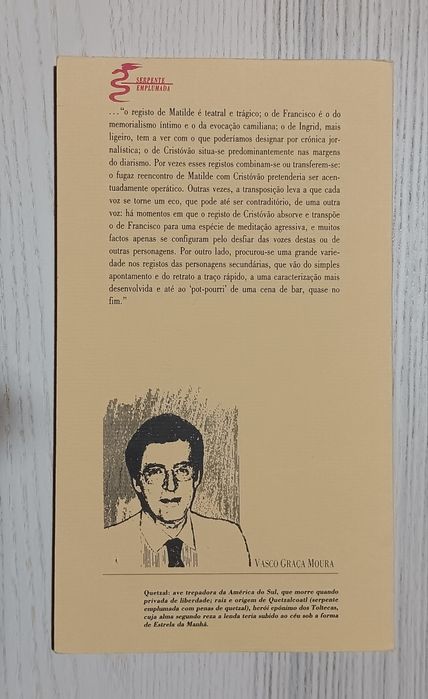 SERPENTE
EMPLUMADA
..."o registo de Matilde é teatral e trágico; o de Francisco é o do
memorialismo íntimo e o da evocação camiliana; o de Ingrid, mais
ligeiro, tem a ver com o que poderíamos designar por crónica jor-
nalística; o de Cristóvão situa-se predominantemente nas margens
do diarismo. Por vezes esses registos combinam-se ou transferem-se:
o fugaz reencontro de Matilde com Cristóvão pretenderia ser acen-
tuadamente operático. Outras vezes, a transposição leva a que cada
voz se torne um eco, que pode até ser contraditório, de uma outra
voz: há momentos em que o registo de Cristóvão absorve e transpõe
o de Francisco para uma espécie de meditação agressiva, e muitos
factos apenas se configuram pelo desfiar das vozes destas ou de
outras personagens. Por outro lado, procurou-se uma grande varie-
dade nos registos das personagens secundárias, que vão do simples
apontamento e do retrato a traço rápido, a uma caracterização mais
desenvolvida e até ao 'pot-pourri' de uma cena de bar, quase no
fim."
VASCO GRAÇA MOURA
Quetzal: ave trepadora da América do Sul, que morre quando
privada de liberdade; raiz e origem de Quetzalcoatl (serpente
emplumada com penas de quetzal), herói epónimo dos Toltecas,
cuja alma segundo reza a lenda teria subido ao céu sob a forma
de Estrela da Manhã.